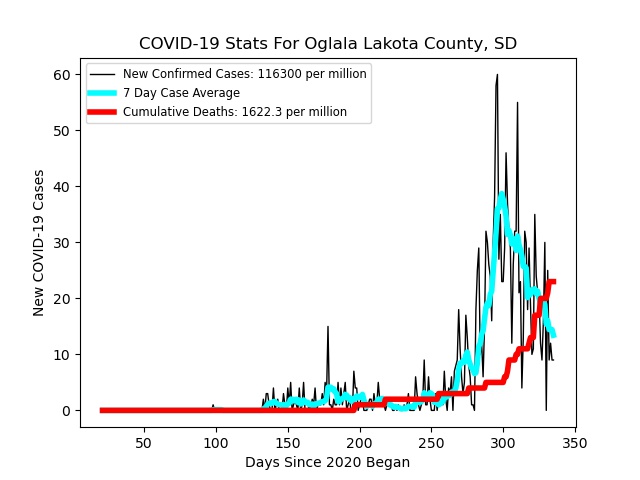 COVID-19 Stats For Oglala Lakota County, SD
New Confirmed Cases: 116300 per million
7 Day Case Average
Cumulative Deaths: 1622.3 per million
New COVID-19 Cases
60
50
40
30
20
10
0
50 100 150 200 250 300 350
Days Since 2020 Began